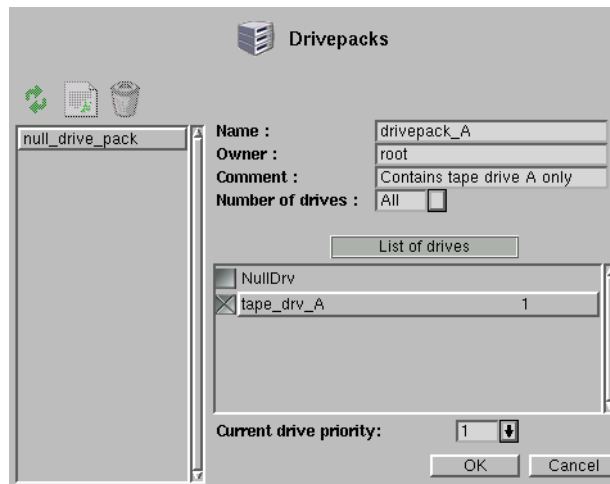 Drivepacks
null_drive_pack
Name : drivepack_A
Owner : root
Comment : Contains tape drive A only
Number of drives : All
List of drives
NullDrv
tape_drv_A 1
Current drive priority: 1
OK Cancel